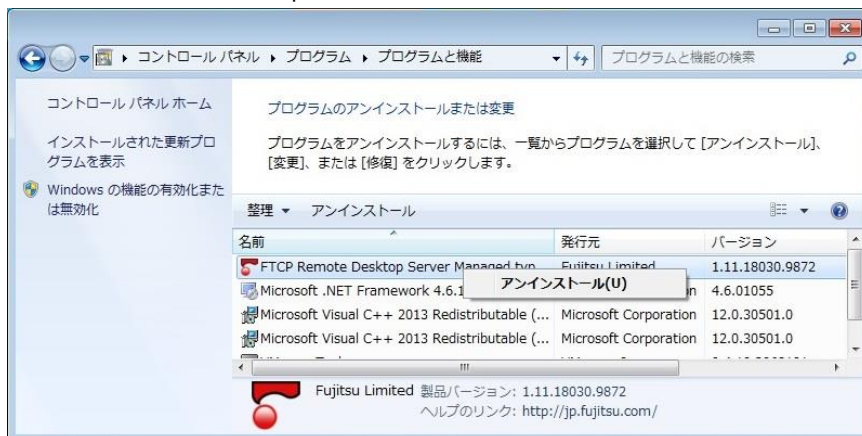 コントロール パネル ▸ プログラム ▸ プログラムと機能
プログラムと機能の検索
コントロール パネル ホーム
インストールされた更新プログラムを表示
Windows の機能の有効化または無効化
プログラムのアンインストールまたは変更
プログラムをアンインストールするには、一覧からプログラムを選択して [アンインストール]、
[変更]、または [修復] をクリックします。
整理 ▼ アンインストール
名前 発行元 バージョン
FTCP Remote Desktop Server Managed Fujitsu Limited 1.11.18030.9872
アンインストール(U)
Microsoft .NET Framework 4.6.1 4.6.01055
Microsoft Visual C++ 2013 Redistributable (... Microsoft Corporation 12.0.30501.0
Microsoft Visual C++ 2013 Redistributable (... Microsoft Corporation 12.0.30501.0
Fujitsu Limited 製品バージョン: 1.11.18030.9872
ヘルプのリンク: http://jp.fujitsu.com/